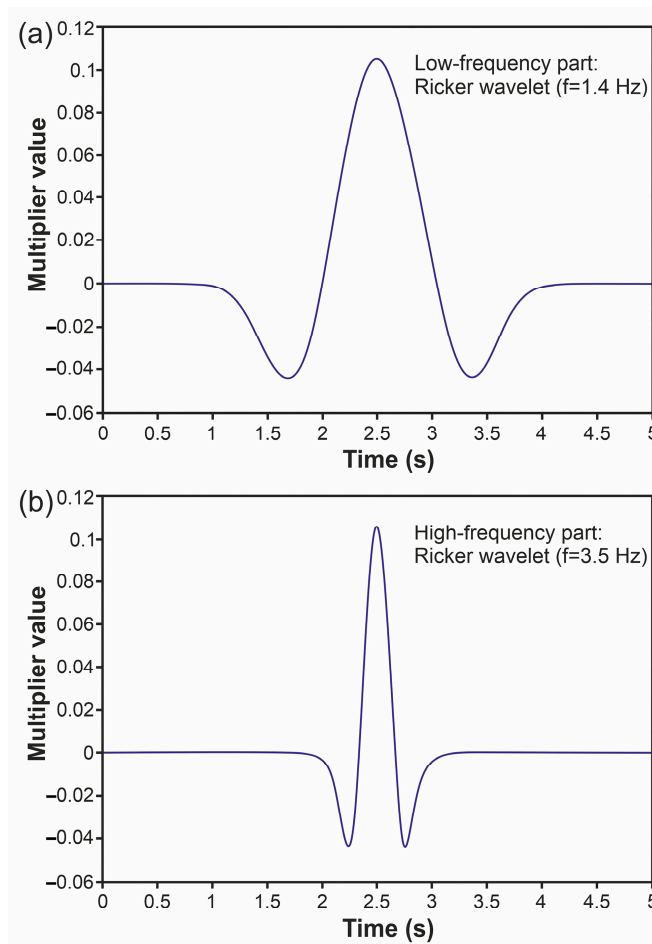 (a)
0.12
0.1
0.08
0.06
0.04
0.02
0
–0.02
–0.04
–0.06
Multiplier value
Low-frequency part:
Ricker wavelet (f=1.4 Hz)
0 0.5 1 1.5 2 2.5 3 3.5 4 4.5 5
Time (s)
(b)
0.12
0.1
0.08
0.06
0.04
0.02
0
–0.02
–0.04
–0.06
Multiplier value
High-frequency part:
Ricker wavelet (f=3.5 Hz)
0 0.5 1 1.5 2 2.5 3 3.5 4 4.5 5
Time (s)